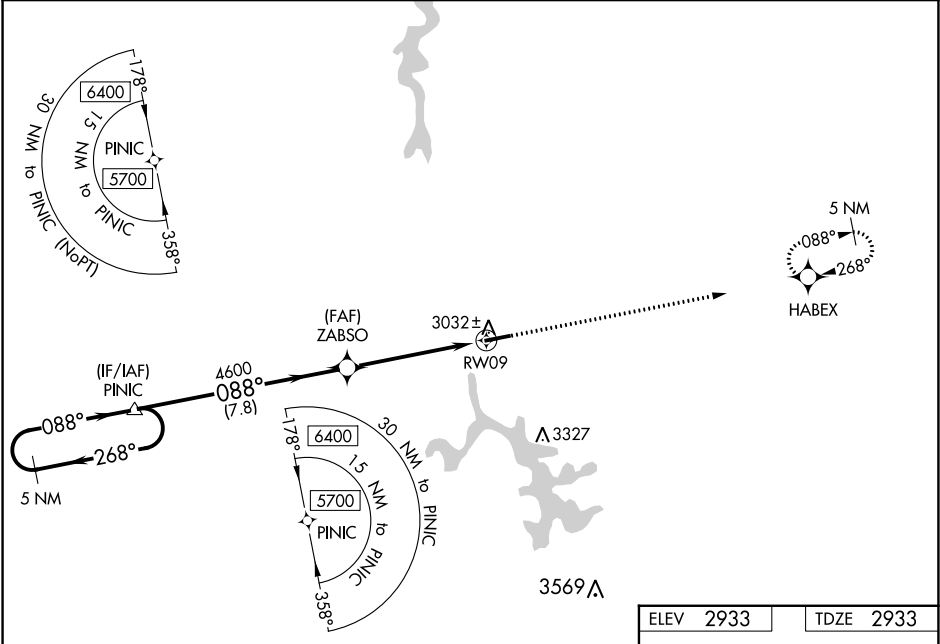 178°
6400
30 NM to PINIC (NoPT)
15 NM to PINIC
PINIC
5700
358°
5 NM
088°
268°
HABEX
(FAF)
ZABSO
3032±
RW09
(IF/IAF)
PINIC
4600
088°
(7.8)
088°
268°
5 NM
178°
6400
30 NM to PINIC
15 NM to PINIC
5700
PINIC
358°
3327
3569
ELEV 2933
TDZE 2933